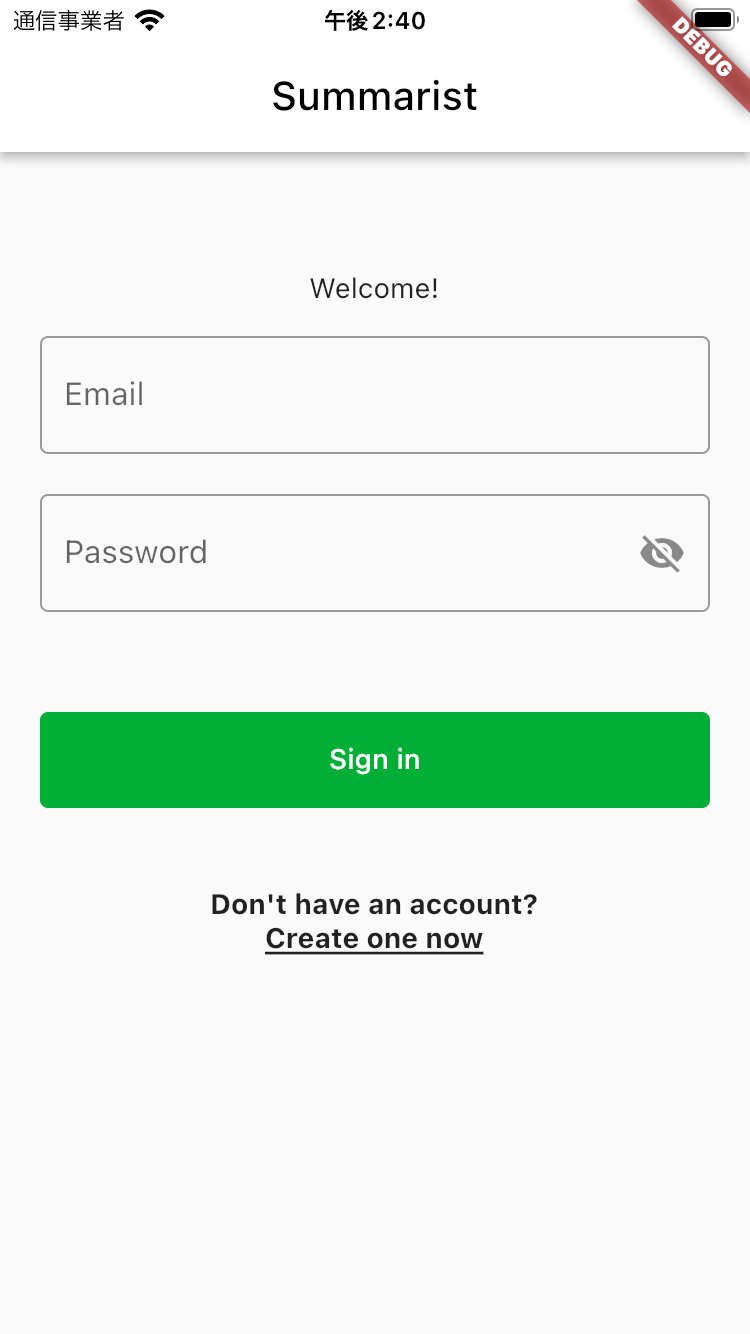 通信事業者 午後2:40
DEBUG
Summarist
Welcome!
Email
Password
Sign in
Don't have an account?
Create one now